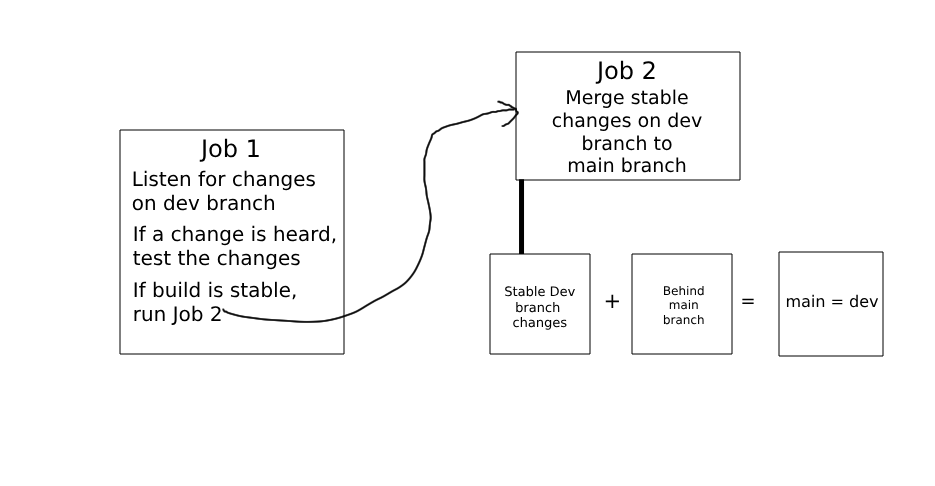 Job 1
Listen for changes
on dev branch
If a change is heard,
test the changes
If build is stable,
run Job 2
Job 2
Merge stable
changes on dev
branch to
main branch
Stable Dev
branch
changes
+
Behind
main
branch
=
main = dev